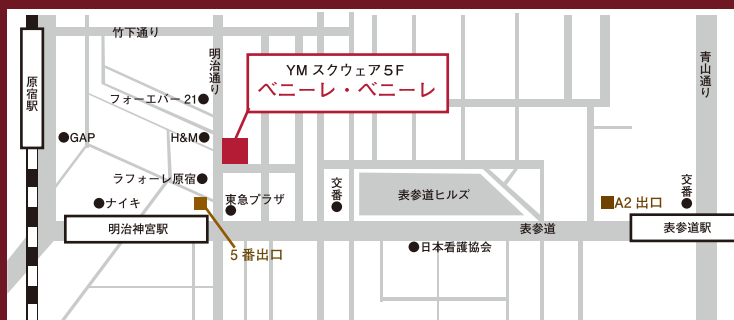 竹下通り
明治通り
青山通り
原宿駅
YMスクウェア5F
ベニーレ・ベニーレ
フォーエバー21
GAP
H&M
ラフォーレ原宿
ナイキ
東急プラザ
交番
表参道ヒルズ
A2 出口
交番
明治神宮駅
表参道
表参道駅
5番出口
日本看護協会